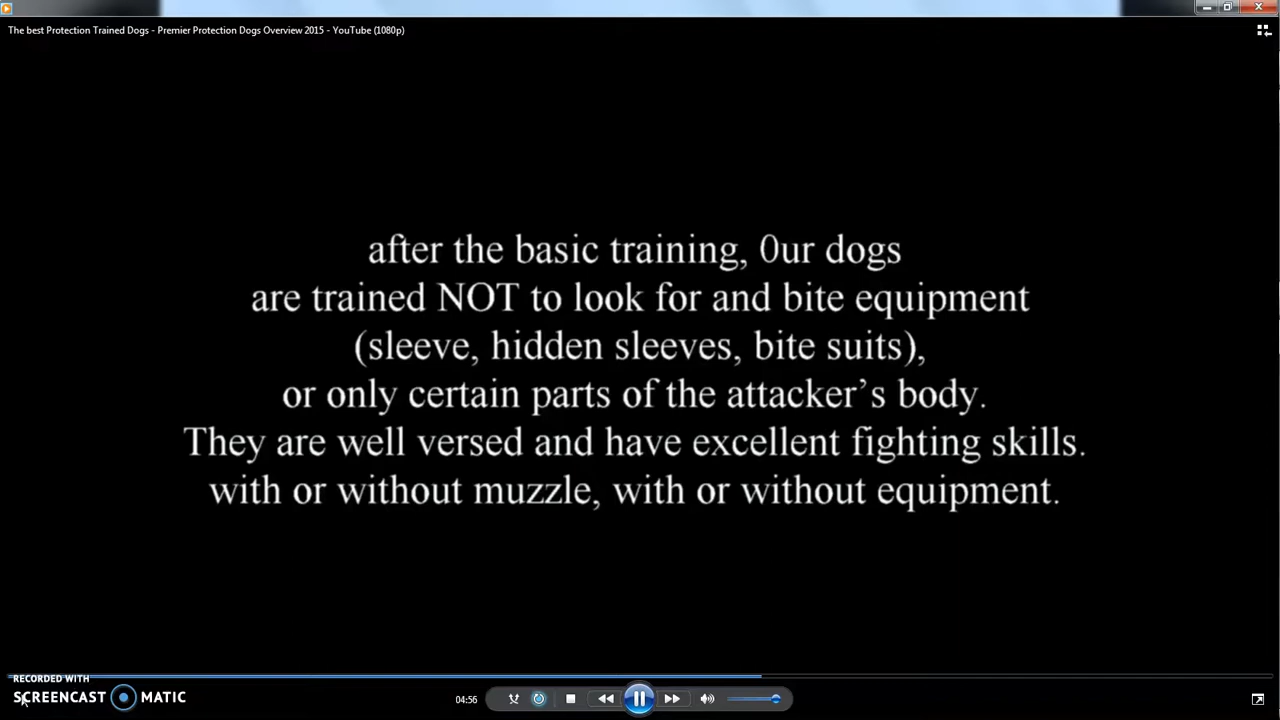 The best Protection Trained Dogs - Premier Protection Dogs Overview 2015 - YouTube (1080p)
after the basic training, 0ur dogs
are trained NOT to look for and bite equipment
(sleeve, hidden sleeves, bite suits),
or only certain parts of the attacker’s body.
They are well versed and have excellent fighting skills.
with or without muzzle, with or without equipment.
RECORDED WITH
SCREENCAST MATIC
04:56